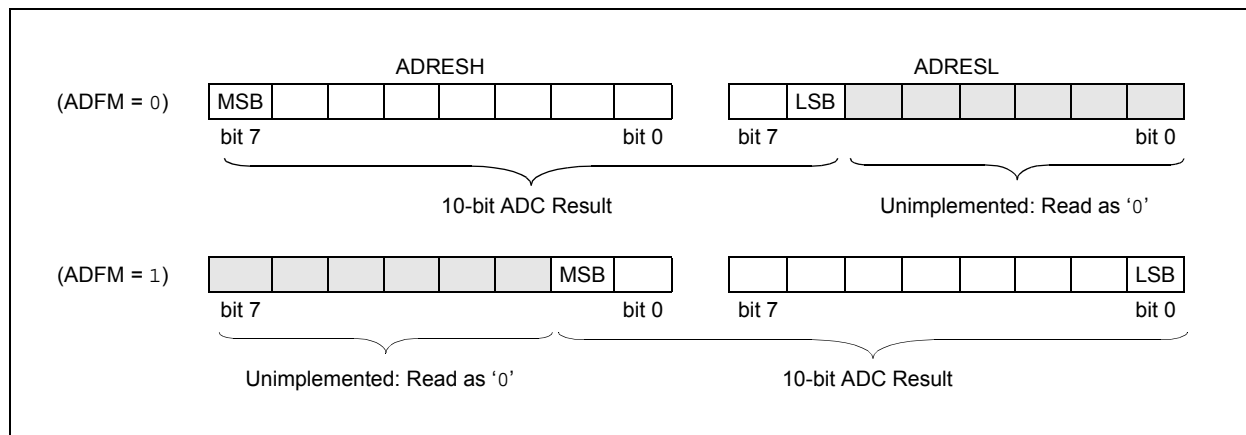 ADRESH ADRESL
(ADFM = 0) MSB LSB
bit 7 bit 0 bit 7 bit 0
10-bit ADC Result Unimplemented: Read as ‘0’
(ADFM = 1) MSB LSB
bit 7 bit 0 bit 7 bit 0
Unimplemented: Read as ‘0’ 10-bit ADC Result